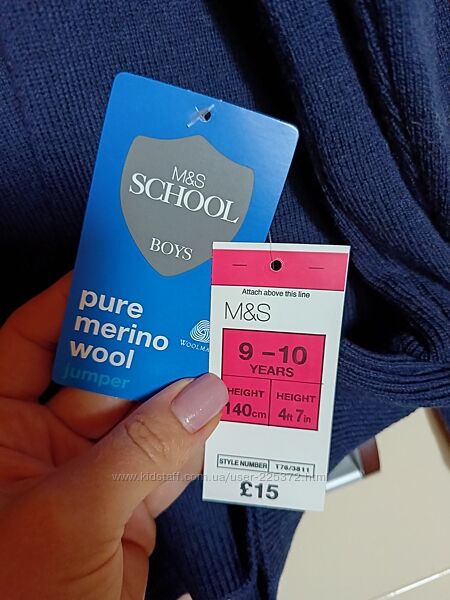 M&S
SCHOOL
BOYS
pure
merino
wool
jumper
Attach above this line
M&S
9 – 10
YEARS
HEIGHT
140cm
HEIGHT
4ft 7in
STYLE NUMBER T76/3811
£15
www.kidstaff.com.ua/user-225372.html